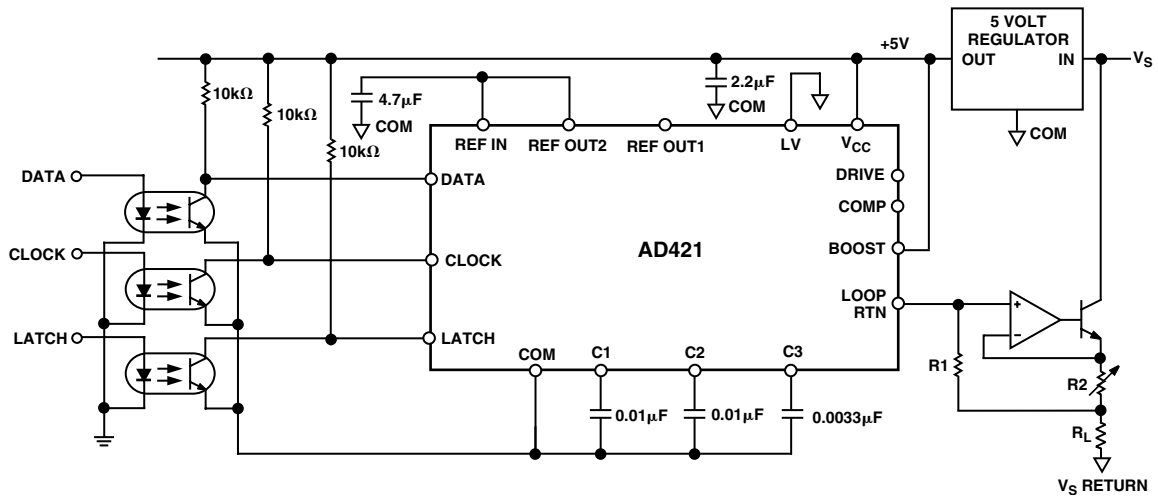 5 VOLT
REGULATOR
OUT IN
+5V
VS
COM
10kΩ
10kΩ
10kΩ
4.7μF
COM
2.2μF
COM
REF IN
REF OUT2
REF OUT1
LV
VCC
DATA
DATA
DRIVE
COMP
CLOCK
CLOCK
AD421
BOOST
LOOP
RTN
LATCH
LATCH
COM
C1
C2
C3
0.01μF
0.01μF
0.0033μF
+
–
R1
R2
RL
VS RETURN